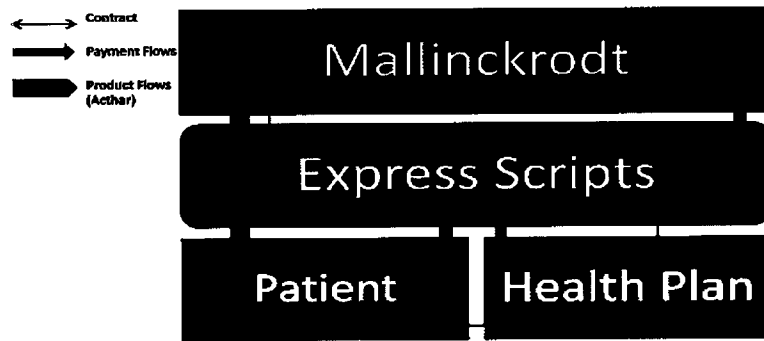 Contract
Payment Flows
Product Flows
(Acthar)
Mallinckrodt
Express Scripts
Patient
Health Plan